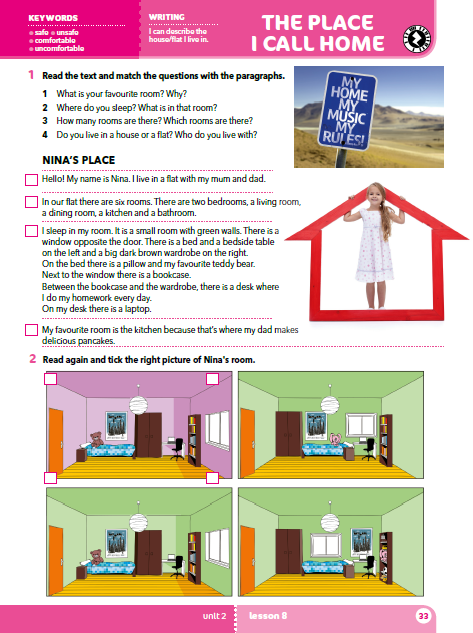 KEYWORDS
safe unsafe
comfortable
uncomfortable
WRITING
I can describe the
house/flat I live in.
THE PLACE
I CALL HOME
1 Read the text and match the questions with the paragraphs.
1 What is your favourite room? Why?
2 Where do you sleep? What is in that room?
3 How many rooms are there? Which rooms are there?
4 Do you live in a house or a flat? Who do you live with?
MY
HOME
MY
MUSIC
MY
RULES!
NINA'S PLACE
Hello! My name is Nina. I live in a flat with my mum and dad.
In our flat there are six rooms. There are two bedrooms, a living room,
a dining room, a kitchen and a bathroom.
I sleep in my room. It is a small room with green walls. There is a
window opposite the door. There is a bed and a bedside table
on the left and a big dark brown wardrobe on the right.
On the bed there is a pillow and my favourite teddy bear.
Next to the window there is a bookcase.
Between the bookcase and the wardrobe, there is a desk where
I do my homework every day.
On my desk there is a laptop.
My favourite room is the kitchen because that's where my dad makes
delicious pancakes.
2 Read again and tick the right picture of Nina's room.
unit 2 lesson 8 33